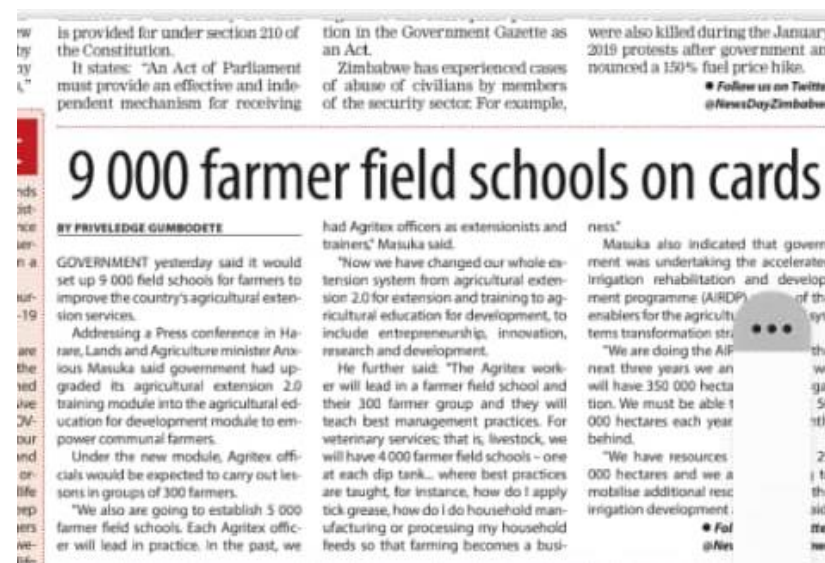 is provided for under section 210 of
the Constitution.
It states: “An Act of Parliament
must provide an effective and inde-
pendent mechanism for receiving
tion in the Government Gazette as
an Act.
Zimbabwe has experienced cases
of abuse of civilians by members
of the security sector. For example,
were also killed during the January
2019 protests after government an-
nounced a 150% fuel price hike.
● Follow us on Twitte
@NewsDayZimbabwe
9 000 farmer field schools on cards
BY PRIVELEDGE GUMBODETE
GOVERNMENT yesterday said it would
set up 9 000 field schools for farmers to
improve the country's agricultural exten-
sion services.
Addressing a Press conference in Ha-
rare, Lands and Agriculture minister Anx-
ious Masuka said government had up-
graded its agricultural extension 2.0
training module into the agricultural ed-
ucation for development module to em-
power communal farmers.
Under the new module, Agritex offi-
cials would be expected to carry out les-
sons in groups of 300 farmers.
"We also are going to establish 5 000
farmer field schools. Each Agritex offic-
er will lead in practice. In the past, we
had Agritex officers as extensionists and
trainers," Masuka said.
"Now we have changed our whole ex-
tension system from agricultural exten-
sion 2.0 for extension and training to ag-
ricultural education for development, to
include entrepreneurship, innovation,
research and development.
He further said: "The Agritex work-
er will lead in a farmer field school and
their 300 farmer group and they will
teach best management practices. For
veterinary services; that is, livestock, we
will have 4 000 farmer field schools – one
at each dip tank... where best practices
are taught, for instance, how do I apply
tick grease, how do I do household man-
ufacturing or processing my household
feeds so that farming becomes a busi-
ness."
Masuka also indicated that govern-
ment was undertaking the accelerated
irrigation rehabilitation and develop-
ment programme (AIRDP) of th
enablers for the agricultu sys
tems transformation stra
"We are doing the AiP the
next three years we an w
will have 350 000 hecta ga
tion. We must be able t 5
000 hectares each year
behind.
"We have resources 2
000 hectares and we a t
mobilise additional reso the
irrigation development
● Fol tte
@Nev